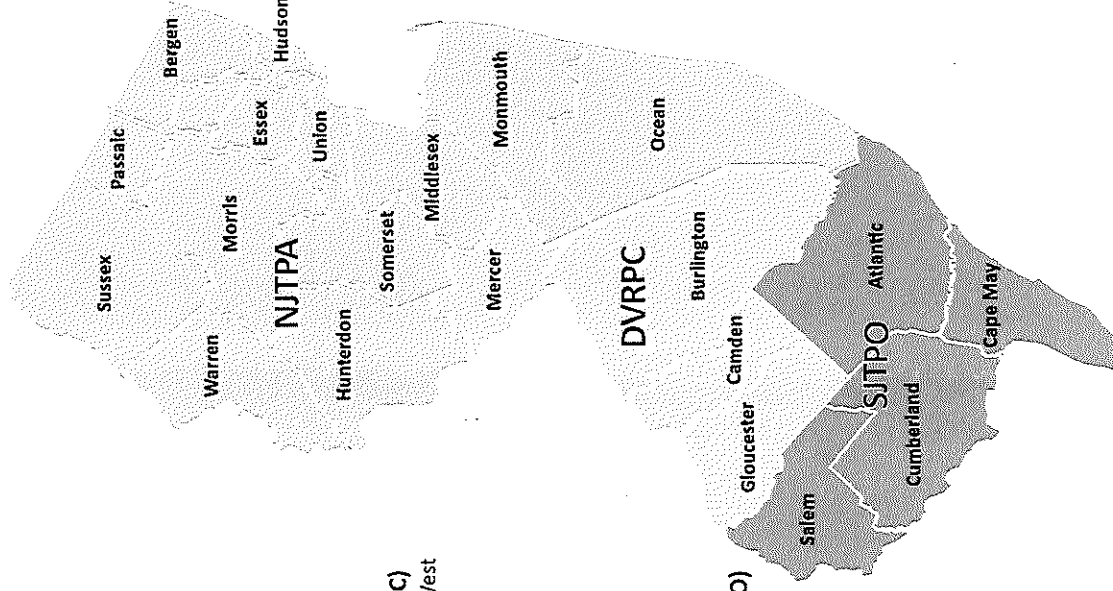 Bergen
Hudson
Passaic
Essex
Union
Sussex
Morris
Monmouth
Middlesex
Somerset
NJTPA
Warren
Hunterdon
Mercer
Ocean
DVRPC
Burlington
Camden
Gloucester
Atlantic
SJTPO
Cape May
Cumberland
Salem
C)
/est
O)